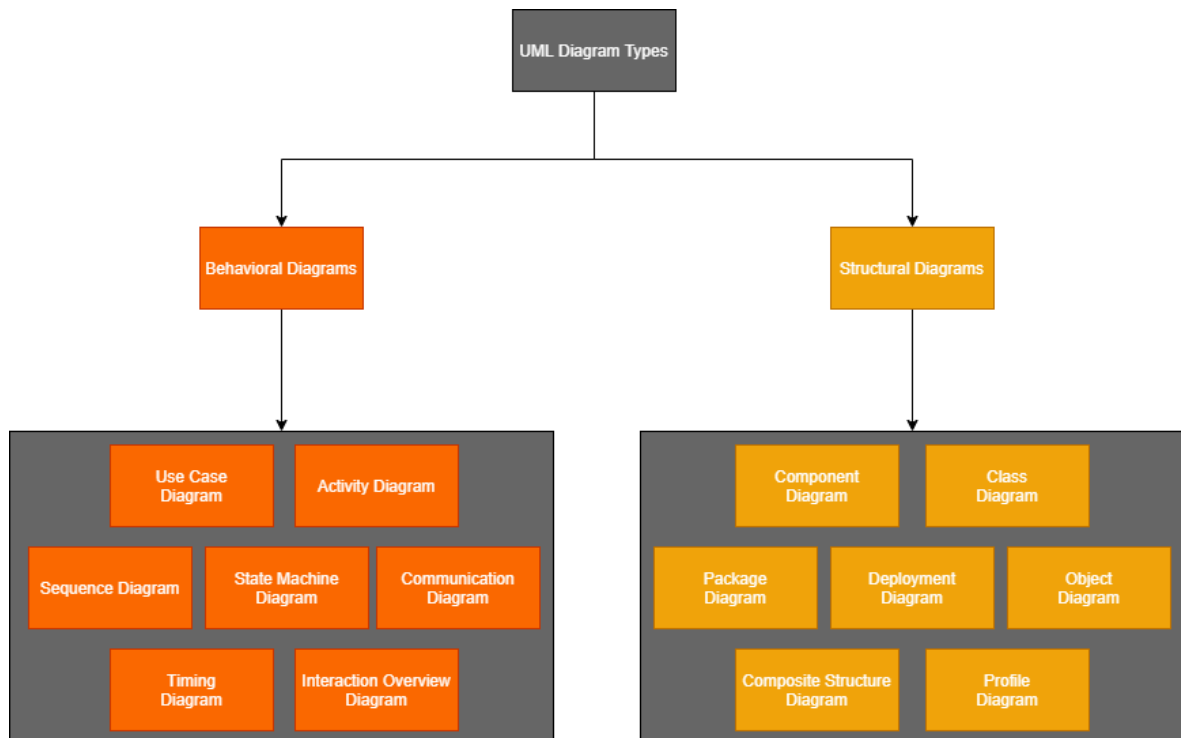 UML Diagram Types
Behavioral Diagrams
Structural Diagrams
Use Case
Diagram
Activity Diagram
Sequence Diagram
State Machine
Diagram
Communication
Diagram
Timing
Diagram
Interaction Overview
Diagram
Component
Diagram
Class
Diagram
Package
Diagram
Deployment
Diagram
Object
Diagram
Composite Structure
Diagram
Profile
Diagram